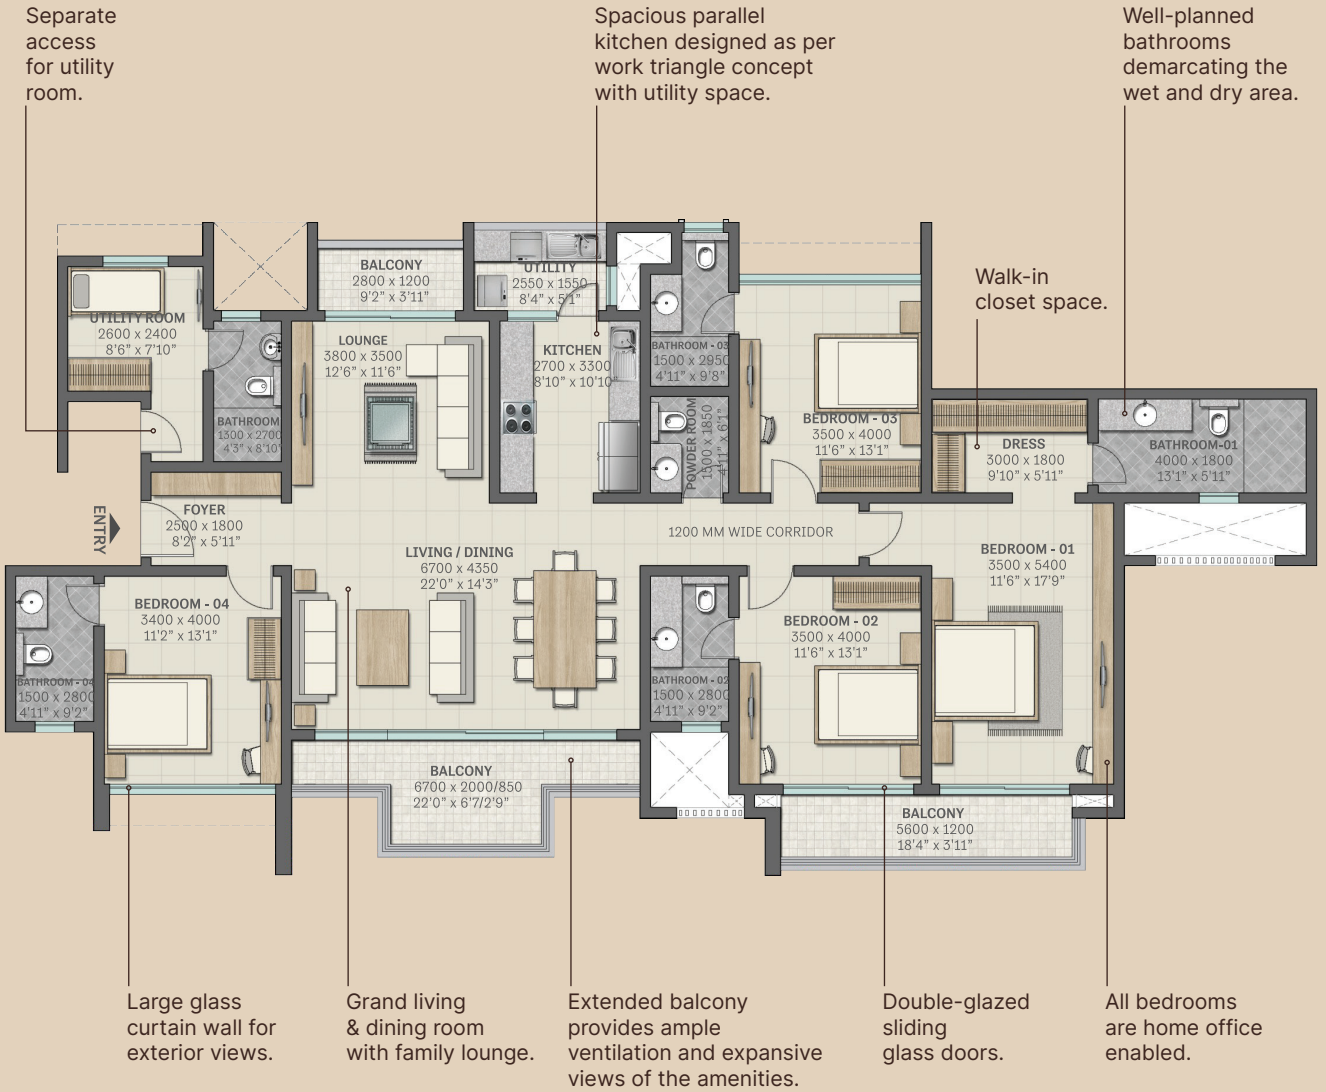 Separate
access
for utility
room.
Spacious parallel
kitchen designed as per
work triangle concept
with utility space.
Well-planned
bathrooms
demarcating the
wet and dry area.
Walk-in
closet space.
BALCONY
2800 x 1200
9'2" x 3'11"
UTILITY
2550 x 1550
8'4" x 5'1"
UTILITY ROOM
2600 x 2400
8'6" x 7'10"
LOUNGE
3800 x 3500
12'6" x 11'6"
KITCHEN
2700 x 3300
8'10" x 10'10"
BATHROOM - 03
1500 x 2950
4'11" x 9'8"
BATHROOM
1300 x 2700
4'3" x 8'10"
POWDER ROOM
1500 x 1850
4'11" x 6'1"
BEDROOM - 03
3500 x 4000
11'6" x 13'1"
DRESS
3000 x 1800
9'10" x 5'11"
BATHROOM-01
4000 x 1800
13'1" x 5'11"
ENTRY
FOYER
2500 x 1800
8'2" x 5'11"
LIVING / DINING
6700 x 4350
22'0" x 14'3"
1200 MM WIDE CORRIDOR
BEDROOM - 01
3500 x 5400
11'6" x 17'9"
BEDROOM - 04
3400 x 4000
11'2" x 13'1"
BEDROOM - 02
3500 x 4000
11'6" x 13'1"
BATHROOM - 04
1500 x 2800
4'11" x 9'2"
BATHROOM - 02
1500 x 2800
4'11" x 9'2"
BALCONY
6700 x 2000/850
22'0" x 6'7/2'9"
BALCONY
5600 x 1200
18'4" x 3'11"
Large glass
curtain wall for
exterior views.
Grand living
& dining room
with family lounge.
Extended balcony
provides ample
ventilation and expansive
views of the amenities.
Double-glazed
sliding
glass doors.
All bedrooms
are home office
enabled.